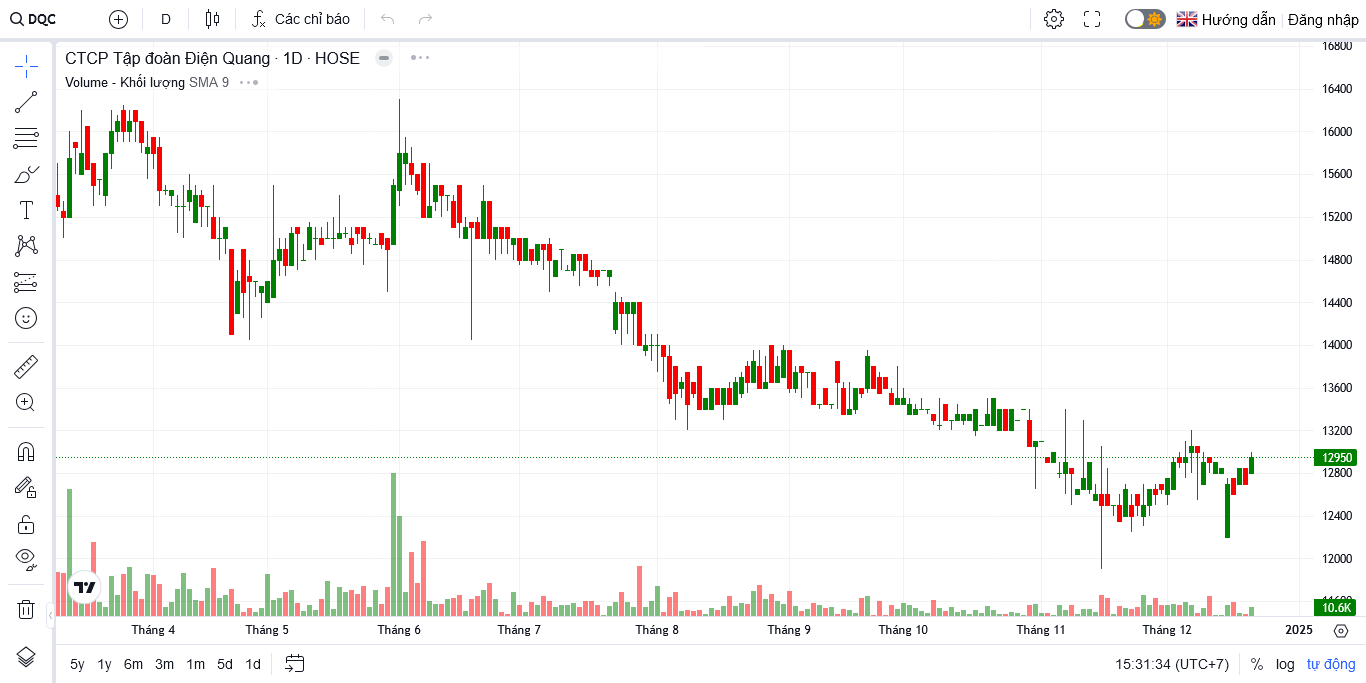 DQC D Các chỉ báo Hướng dẫn Đăng nhập
CTCP Tập đoàn Điện Quang · 1D · HOSE
Volume - Khối lượng SMA 9
16800
16400
16000
15600
15200
14800
14400
14000
13600
13200
12950
12800
12400
12000
11600
10.6K
Tháng 4 Tháng 5 Tháng 6 Tháng 7 Tháng 8 Tháng 9 Tháng 10 Tháng 11 Tháng 12 2025
5y 1y 6m 3m 1m 5d 1d 15:31:34 (UTC+7) % log tự động